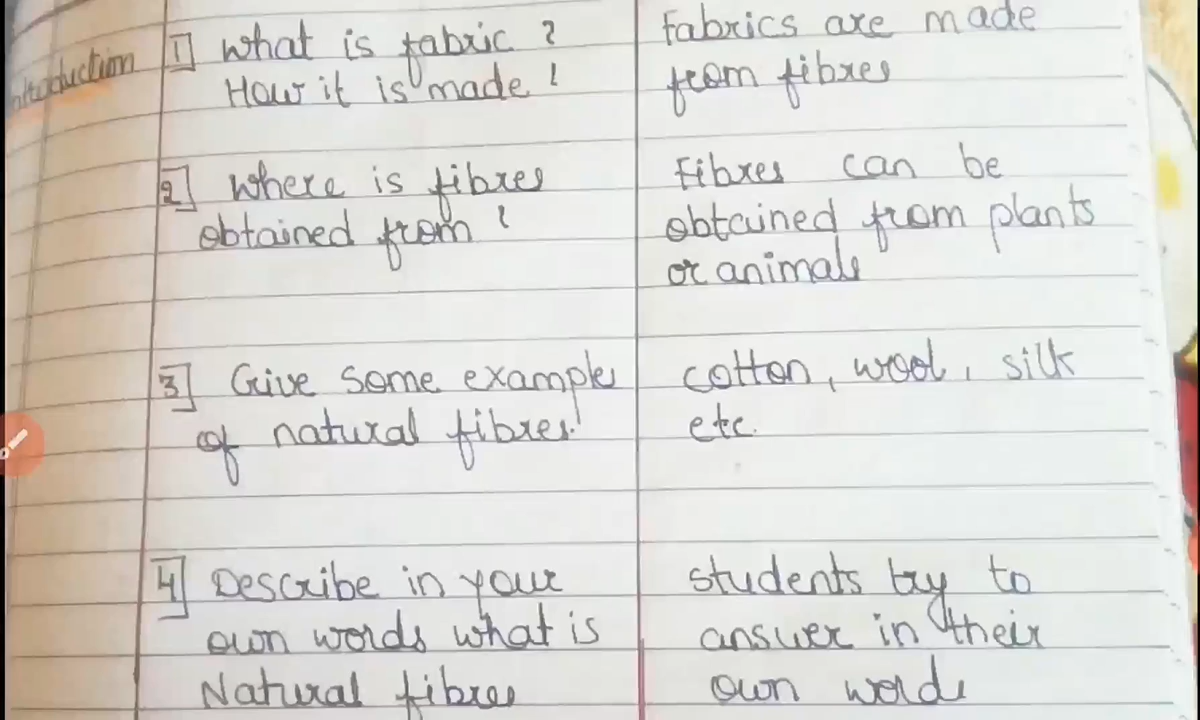 Introduction
1] What is fabric ?
How it is made !
Fabrics are made
from fibres
2] Where is fibres
obtained from ?
Fibres can be
obtained from plants
or animals
3] Give some examples
of natural fibres.
cotton, wool, silk
etc.
4] Describe in your
own words what is
Natural fibres
students try to
answer in their
own words